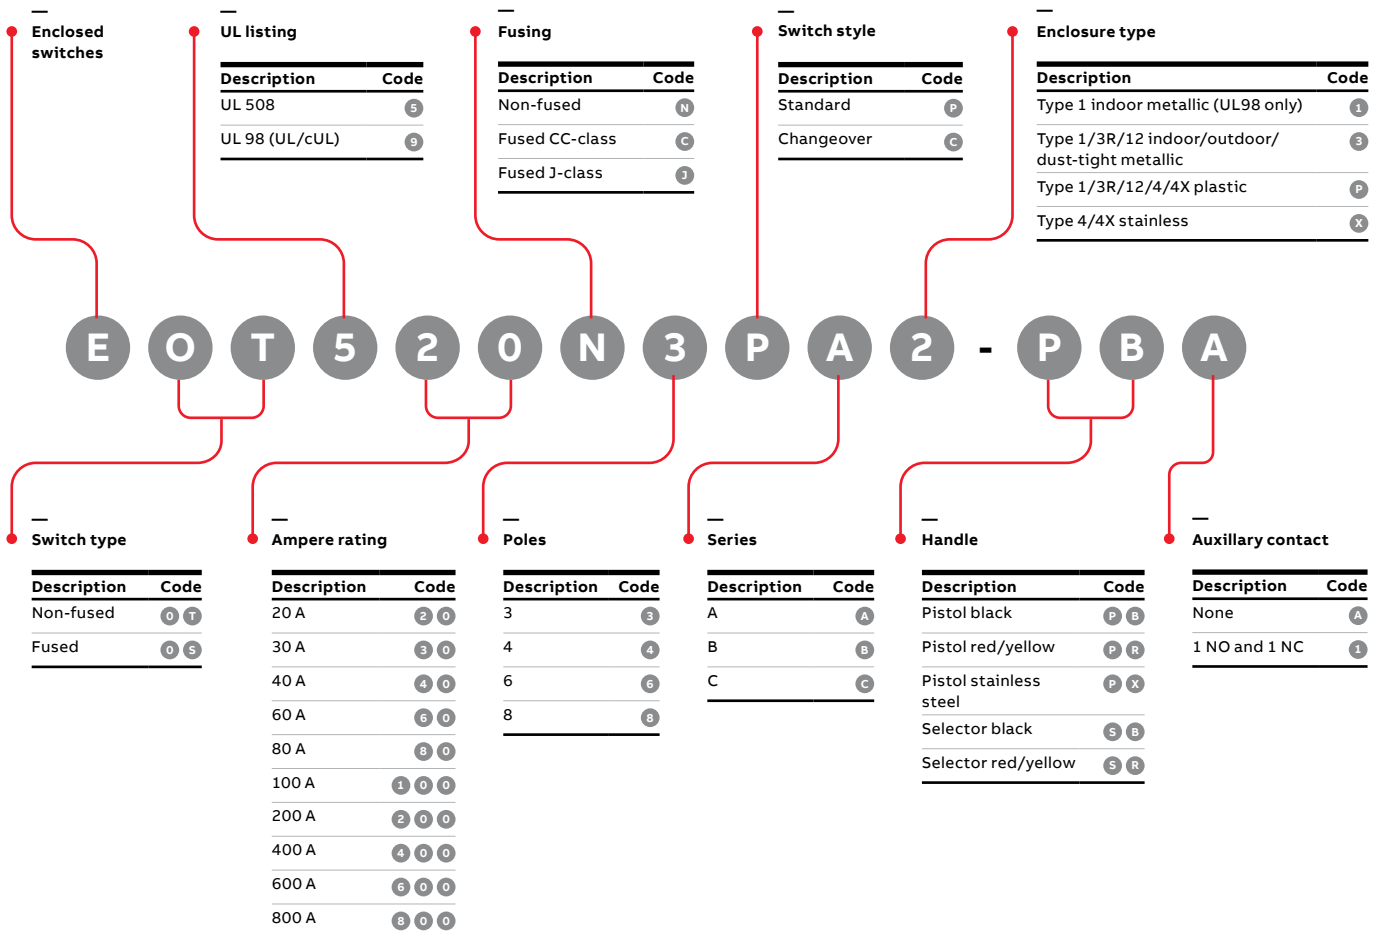 Enclosed
switches
UL listing
Description Code
UL 508 5
UL 98 (UL/cUL) 9
Fusing
Description Code
Non-fused N
Fused CC-class C
Fused J-class J
Switch style
Description Code
Standard P
Changeover C
Enclosure type
Description Code
Type 1 indoor metallic (UL98 only) 1
Type 1/3R/12 indoor/outdoor/
dust-tight metallic 3
Type 1/3R/12/4/4X plastic P
Type 4/4X stainless X
E O T 5 2 0 N 3 P A 2 - P B A
Switch type
Description Code
Non-fused 0 T
Fused 0 S
Ampere rating
Description Code
20 A 2 0
30 A 3 0
40 A 4 0
60 A 6 0
80 A 8 0
100 A 1 0 0
200 A 2 0 0
400 A 4 0 0
600 A 6 0 0
800 A 8 0 0
Poles
Description Code
3 3
4 4
6 6
8 8
Series
Description Code
A A
B B
C C
Handle
Description Code
Pistol black P B
Pistol red/yellow P R
Pistol stainless P X
steel
Selector black S B
Selector red/yellow S R
Auxillary contact
Description Code
None A
1 NO and 1 NC 1